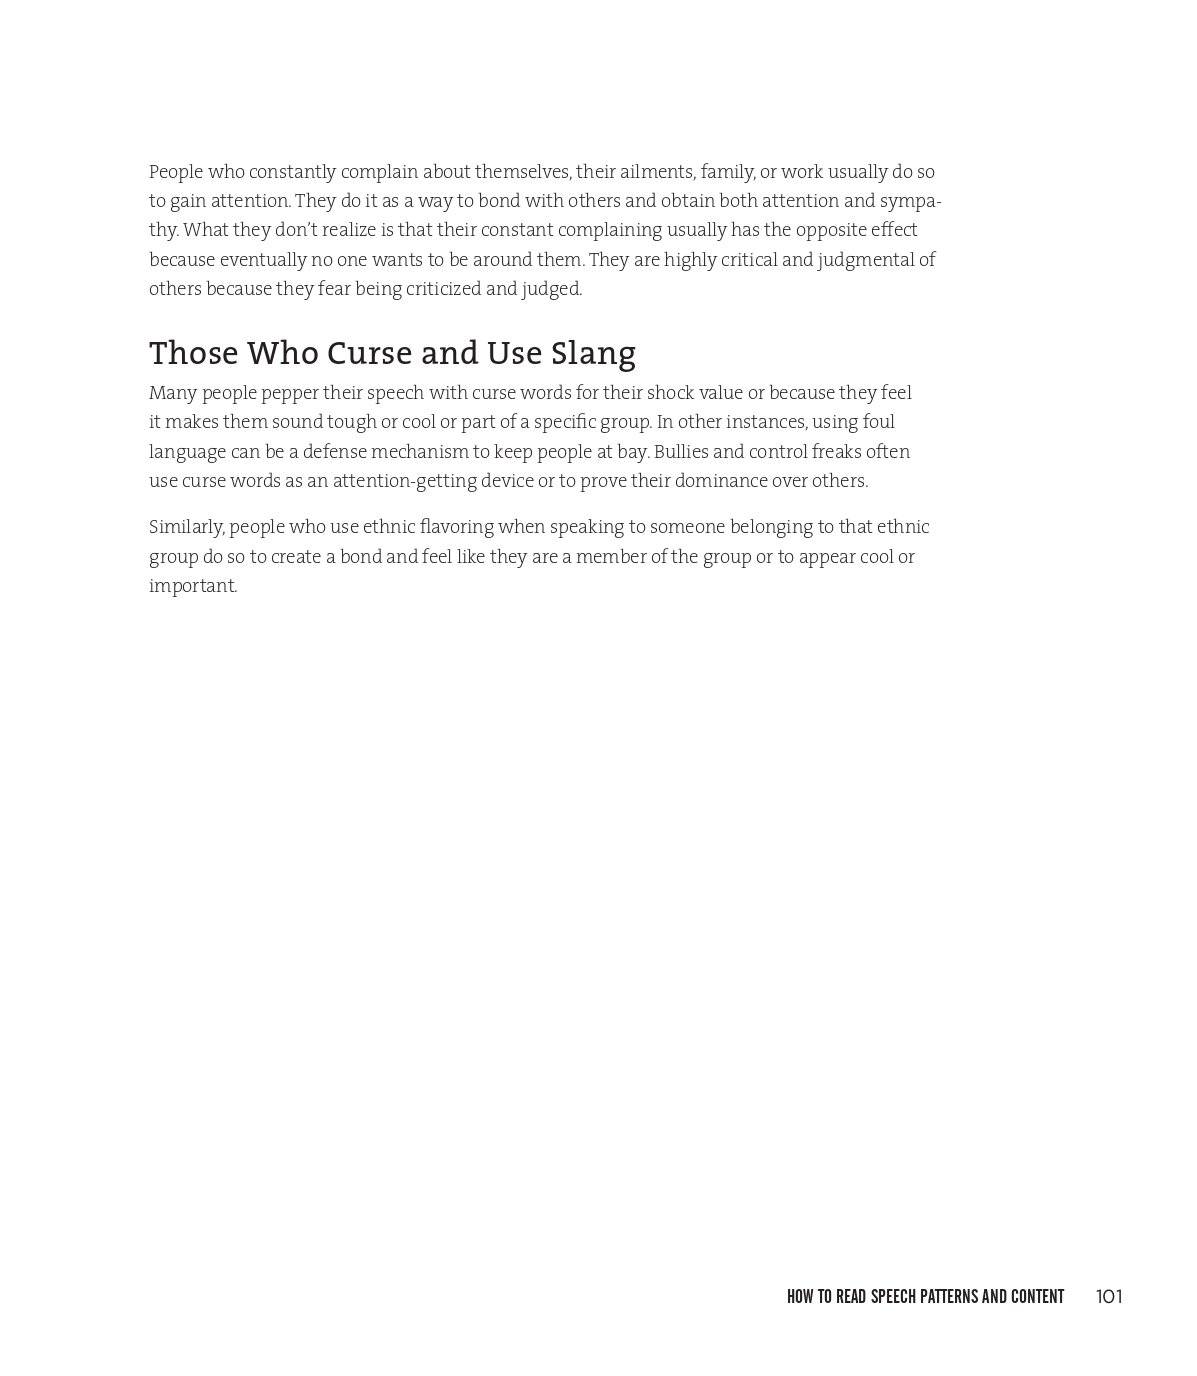 People who constantly complain about themselves, their ailments, family, or work usually do so
to gain attention. They do it as a way to bond with others and obtain both attention and sympa-
thy. What they don’t realize is that their constant complaining usually has the opposite effect
because eventually no one wants to be around them. They are highly critical and judgmental of
others because they fear being criticized and judged.
Those Who Curse and Use Slang
Many people pepper their speech with curse words for their shock value or because they feel
it makes them sound tough or cool or part of a specific group. In other instances, using foul
language can be a defense mechanism to keep people at bay. Bullies and control freaks often
use curse words as an attention-getting device or to prove their dominance over others.
Similarly, people who use ethnic flavoring when speaking to someone belonging to that ethnic
group do so to create a bond and feel like they are a member of the group or to appear cool or
important.
HOW TO READ SPEECH PATTERNS AND CONTENT 101